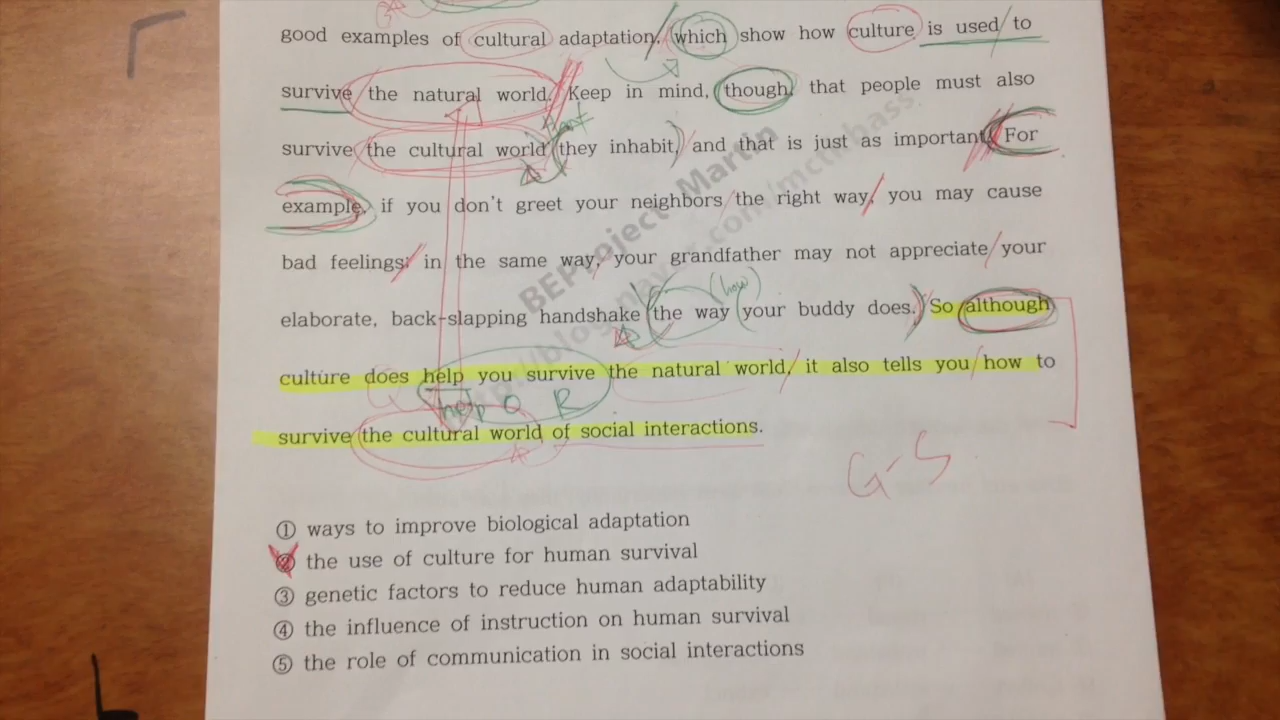 good examples of cultural adaptation, which show how culture is used to
survive the natural world. Keep in mind, though, that people must also
survive the cultural world they inhabit, and that is just as important. For
example, if you don't greet your neighbors the right way, you may cause
bad feelings; in the same way, your grandfather may not appreciate your
(how)
elaborate, back-slapping handshake the way your buddy does. So although
culture does help you survive the natural world, it also tells you how to
help O R
survive the cultural world of social interactions.
G-S
BEProject Martin
① ways to improve biological adaptation
② the use of culture for human survival
③ genetic factors to reduce human adaptability
④ the influence of instruction on human survival
⑤ the role of communication in social interactions